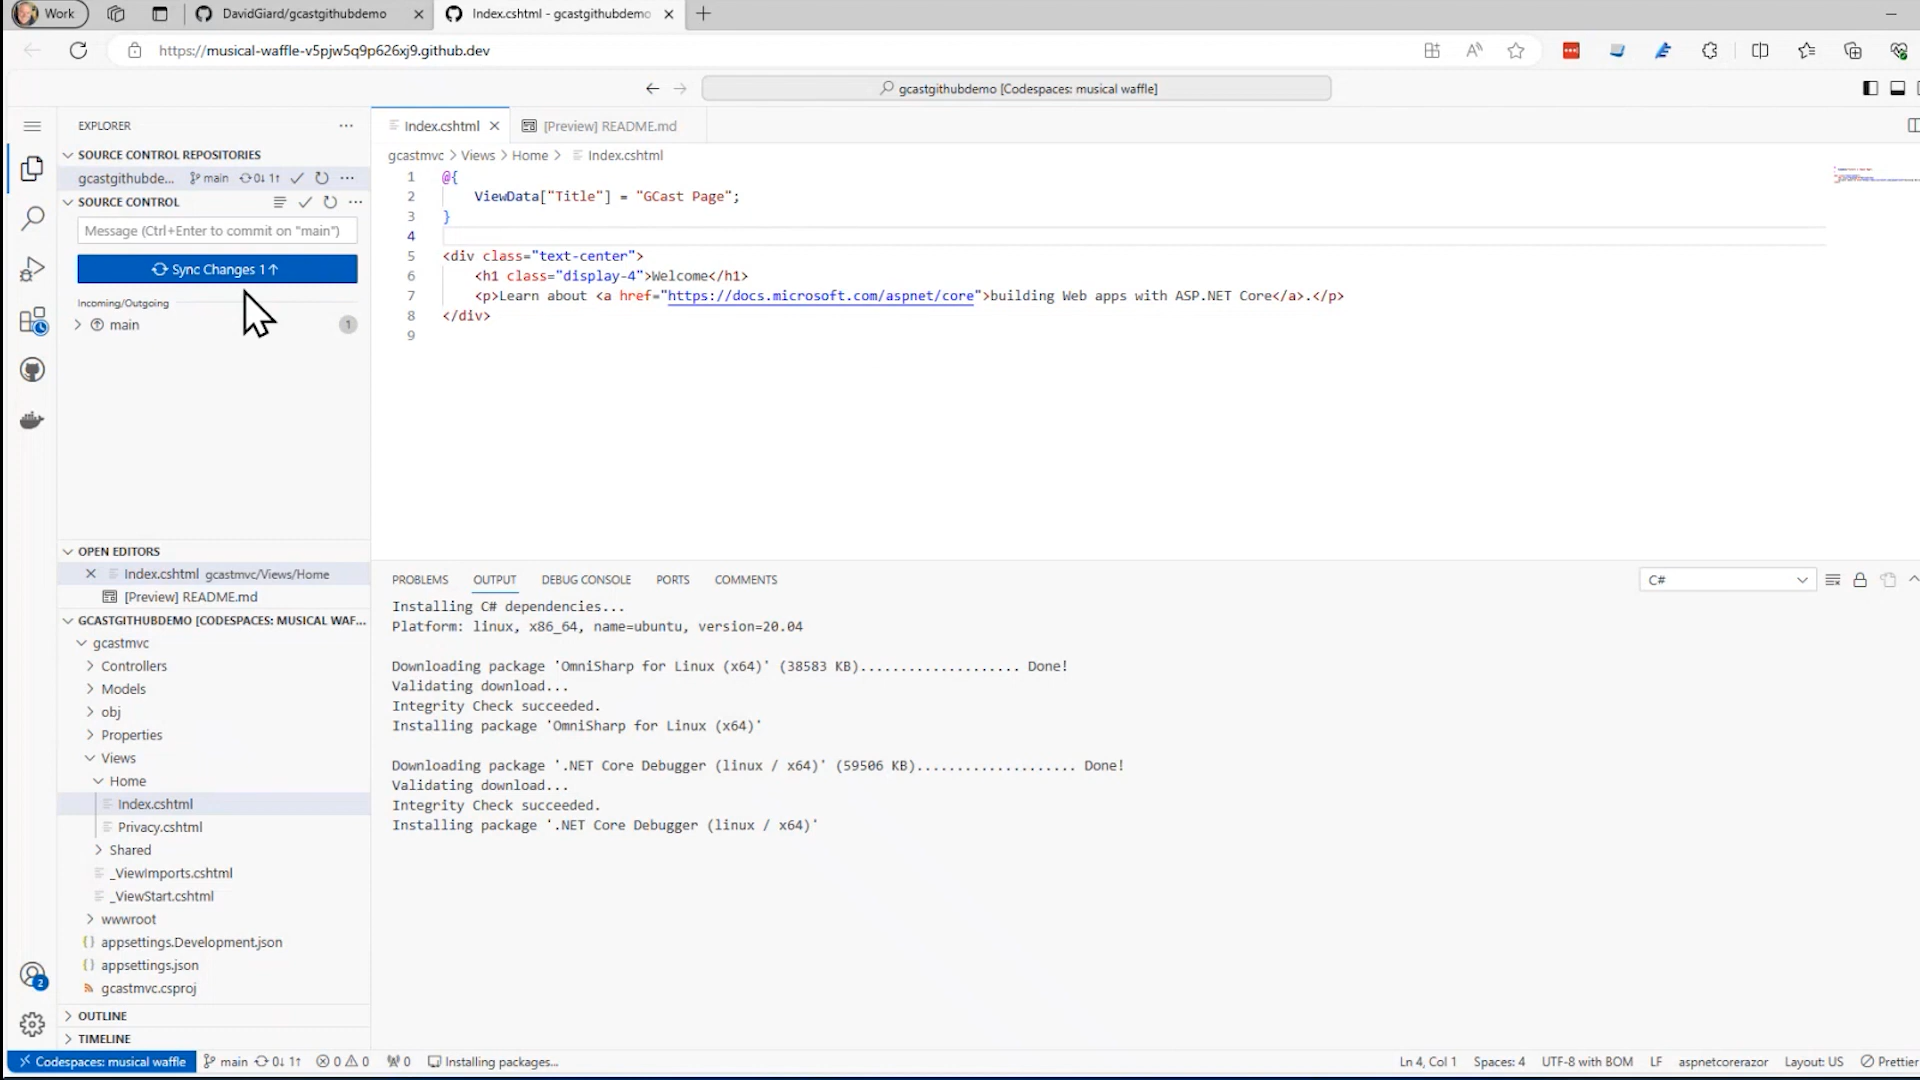 Work
DavidGiard/gcastgithubdemo
Index.cshtml - gcastgithubdemo
https://musical-waffle-v5pjw5q9p626xj9.github.dev
gcastgithubdemo [Codespaces: musical waffle]
EXPLORER
SOURCE CONTROL REPOSITORIES
gcastgithubde... main 0↓ 1↑
SOURCE CONTROL
Message (Ctrl+Enter to commit on "main")
Sync Changes 1↑
Incoming/Outgoing
main 1
OPEN EDITORS
Index.cshtml gcastmvc/Views/Home
[Preview] README.md
GCASTGITHUBDEMO [CODESPACES: MUSICAL WAF...
gcastmvc
Controllers
Models
obj
Properties
Views
Home
Index.cshtml
Privacy.cshtml
Shared
_ViewImports.cshtml
_ViewStart.cshtml
wwwroot
{} appsettings.Development.json
{} appsettings.json
gcastmvc.csproj
OUTLINE
TIMELINE
2
Index.cshtml
[Preview] README.md
gcastmvc > Views > Home > Index.cshtml
1 @{
2 ViewData["Title"] = "GCast Page";
3 }
4
5 <div class="text-center">
6 <h1 class="display-4">Welcome</h1>
7 <p>Learn about <a href="https://docs.microsoft.com/aspnet/core">building Web apps with ASP.NET Core</a>.</p>
8 </div>
9
PROBLEMS OUTPUT DEBUG CONSOLE PORTS COMMENTS
C#
Installing C# dependencies...
Platform: linux, x86_64, name=ubuntu, version=20.04
Downloading package 'OmniSharp for Linux (x64)' (38583 KB).................... Done!
Validating download...
Integrity Check succeeded.
Installing package 'OmniSharp for Linux (x64)'
Downloading package '.NET Core Debugger (linux / x64)' (59506 KB).................... Done!
Validating download...
Integrity Check succeeded.
Installing package '.NET Core Debugger (linux / x64)'
Codespaces: musical waffle main 0↓ 1↑ 0 0 0 Installing packages... Ln 4, Col 1 Spaces: 4 UTF-8 with BOM LF aspnetcorerazor Layout: US Prettier